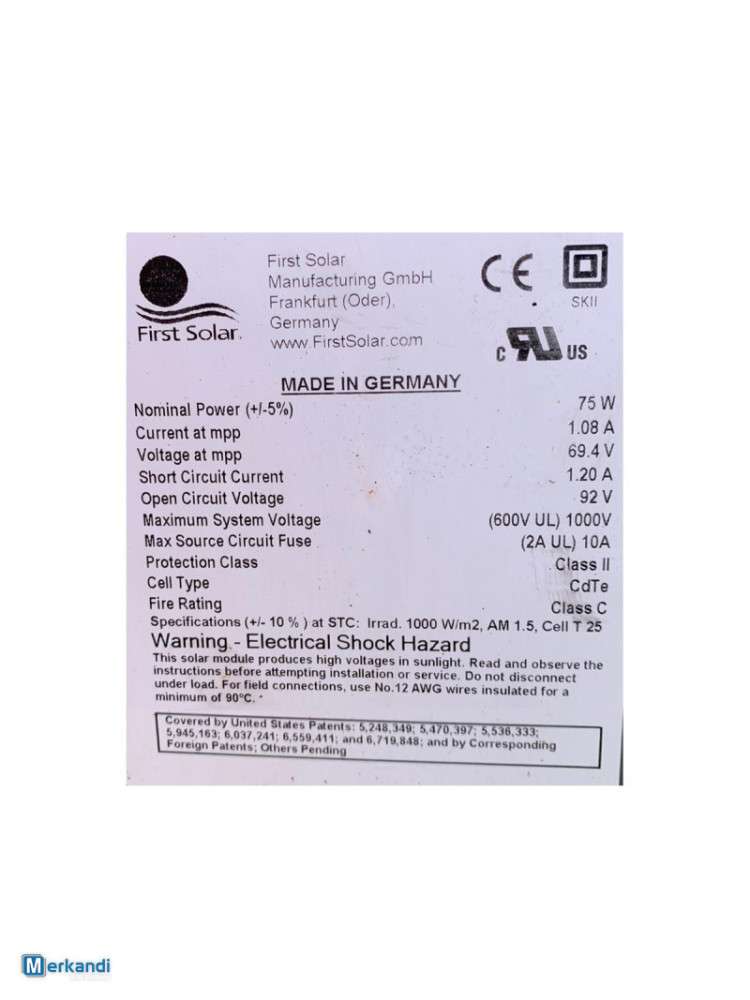 First Solar
Manufacturing GmbH
Frankfurt (Oder),
Germany
www.FirstSolar.com
First Solar.
CE
SKII
C RU US
MADE IN GERMANY
Nominal Power (+/-5%) 75 W
Current at mpp 1.08 A
Voltage at mpp 69.4 V
Short Circuit Current 1.20 A
Open Circuit Voltage 92 V
Maximum System Voltage (600V UL) 1000V
Max Source Circuit Fuse (2A UL) 10A
Protection Class Class II
Cell Type CdTe
Fire Rating Class C
Specifications (+/- 10 % ) at STC: Irrad. 1000 W/m2, AM 1.5, Cell T 25
Warning - Electrical Shock Hazard
This solar module produces high voltages in sunlight. Read and observe the
instructions before attempting installation or service. Do not disconnect
under load. For field connections, use No.12 AWG wires insulated for a
minimum of 90°C.
Covered by United States Patents: 5,248,349; 5,470,397; 5,536,333;
5,945,163; 6,037,241; 6,559,411; and 6,719,848; and by Corresponding
Foreign Patents; Others Pending
Merkandi